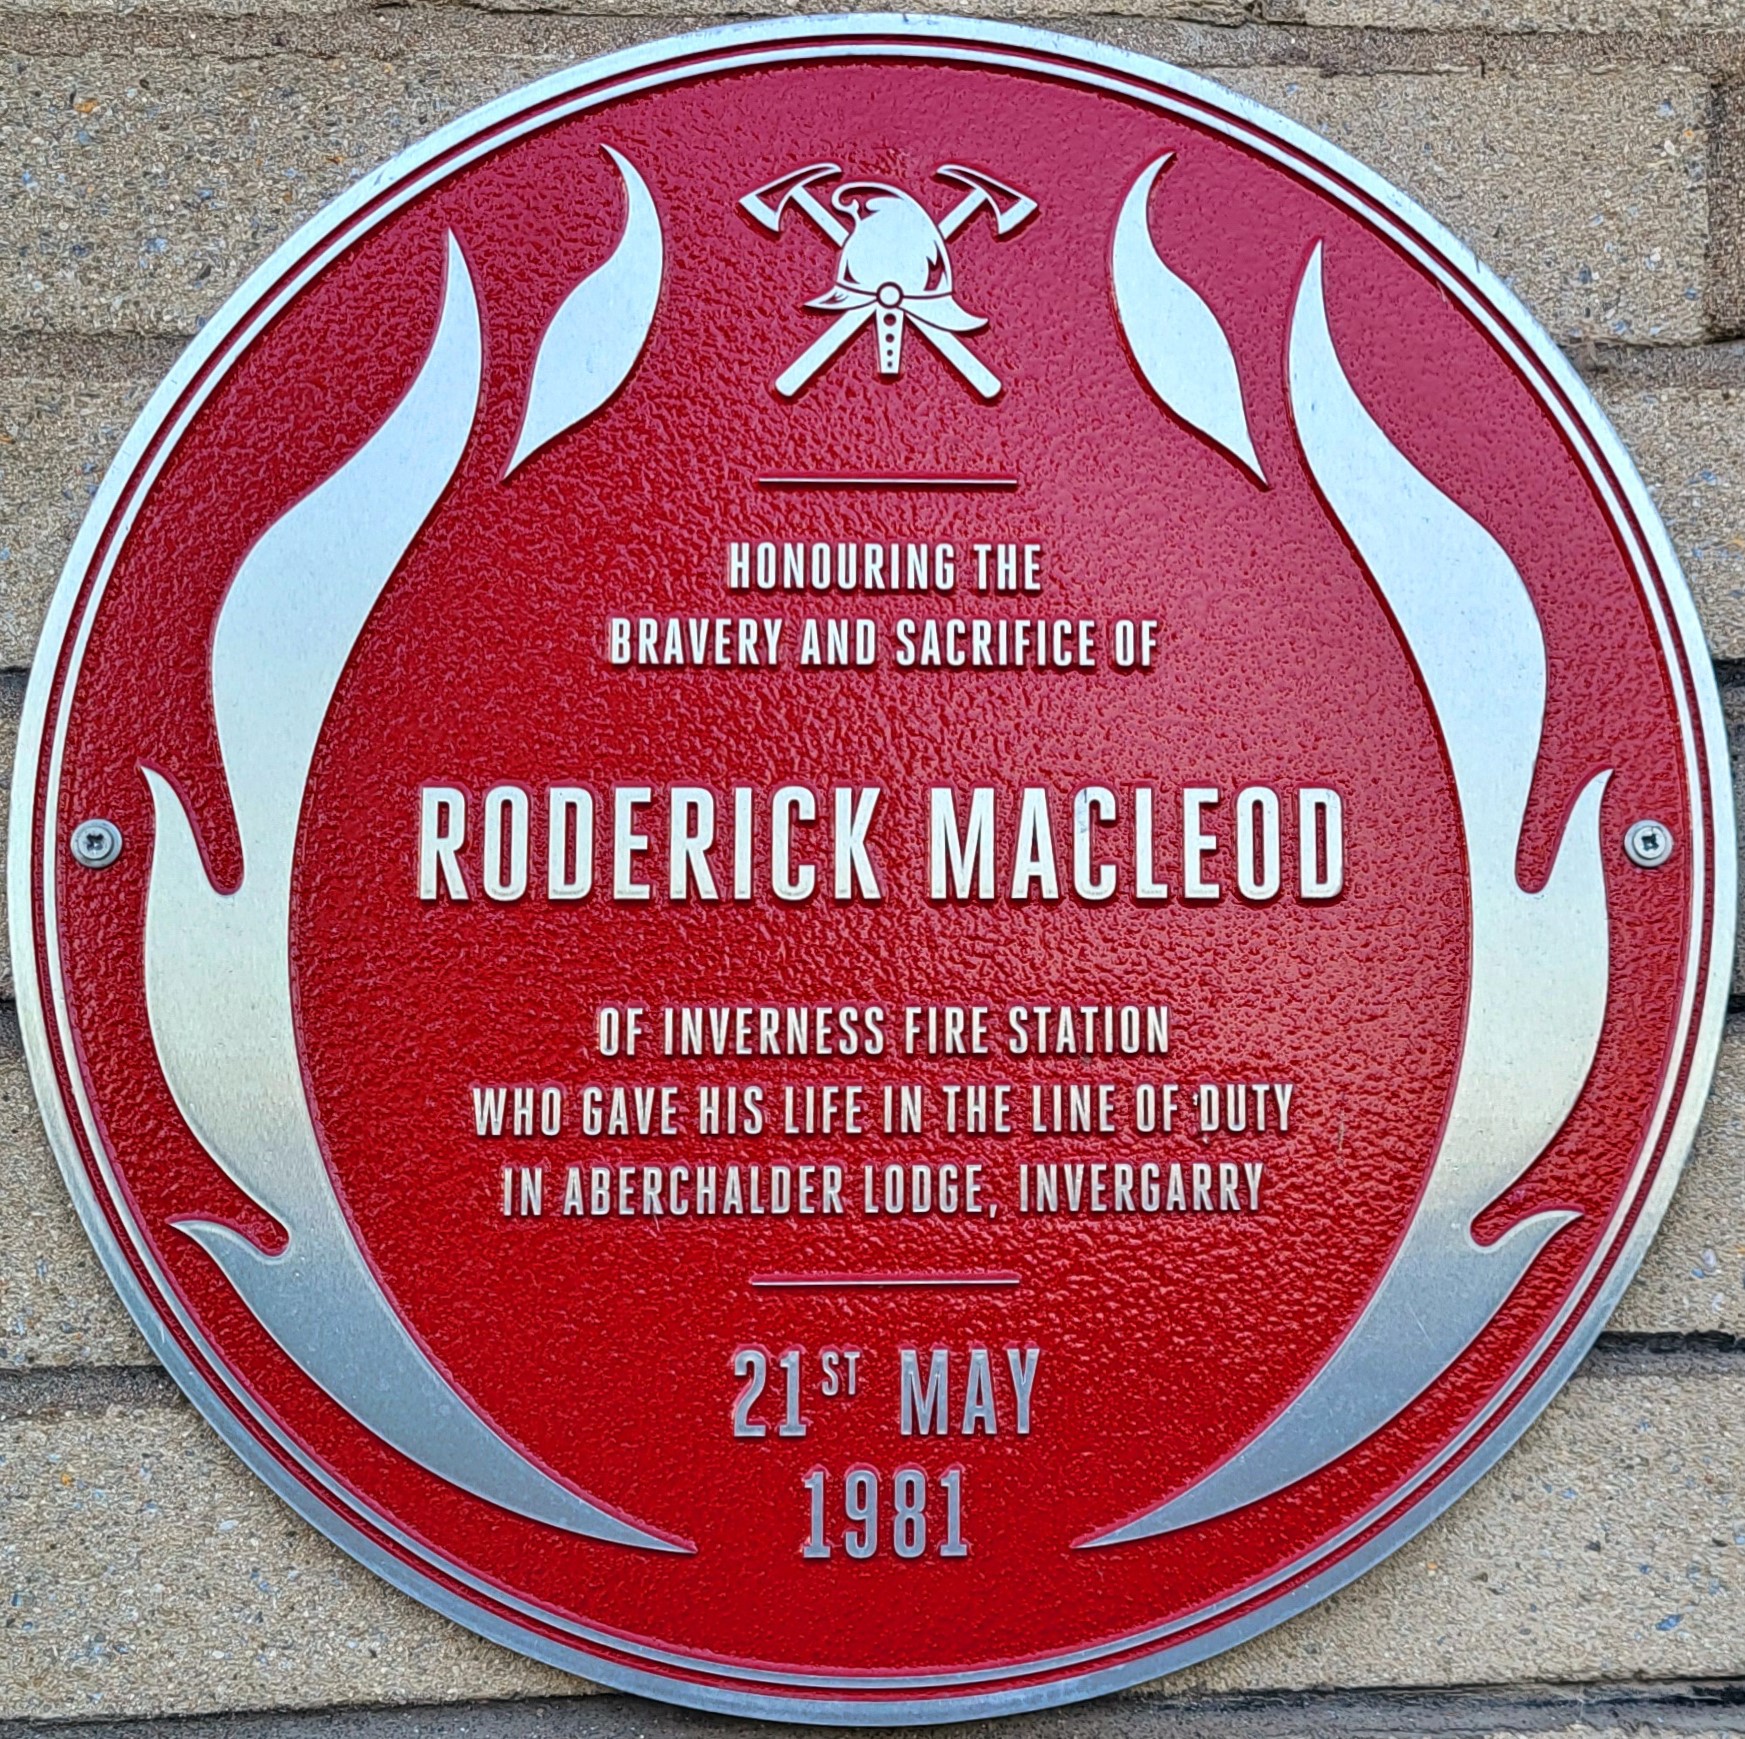 HONOURING THE
BRAVERY AND SACRIFICE OF
RODERICK MACLEOD
OF INVERNESS FIRE STATION
WHO GAVE HIS LIFE IN THE LINE OF DUTY
IN ABERCHALDER LODGE, INVERGARRY
21ST MAY
1981